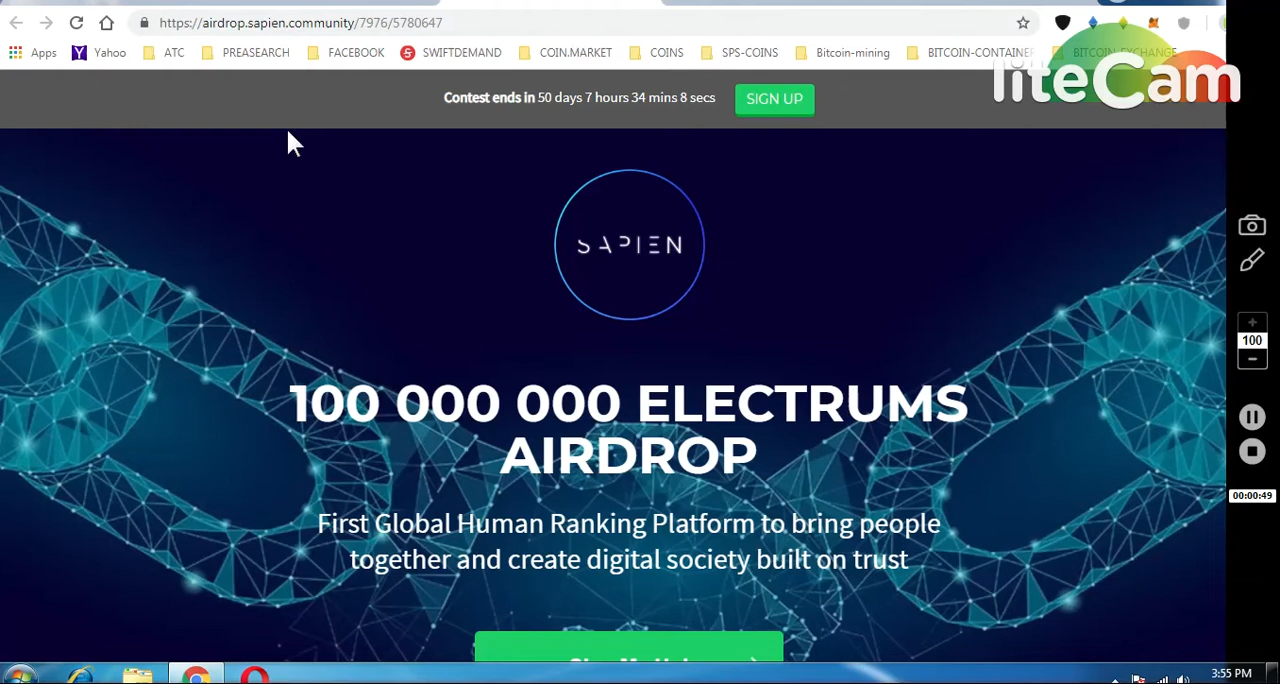 https://airdrop.sapien.community/7976/5780647
Apps Yahoo ATC PREASEARCH FACEBOOK SWIFTDEMAND COIN.MARKET COINS SPS-COINS Bitcoin-mining BITCOIN-CONTAINER BITCOIN-EXCHANGE
liteCam
Contest ends in 50 days 7 hours 34 mins 8 secs SIGN UP
SAPIEN
100
100 000 000 ELECTRUMS
AIRDROP
00:00:49
First Global Human Ranking Platform to bring people
together and create digital society built on trust
3:55 PM